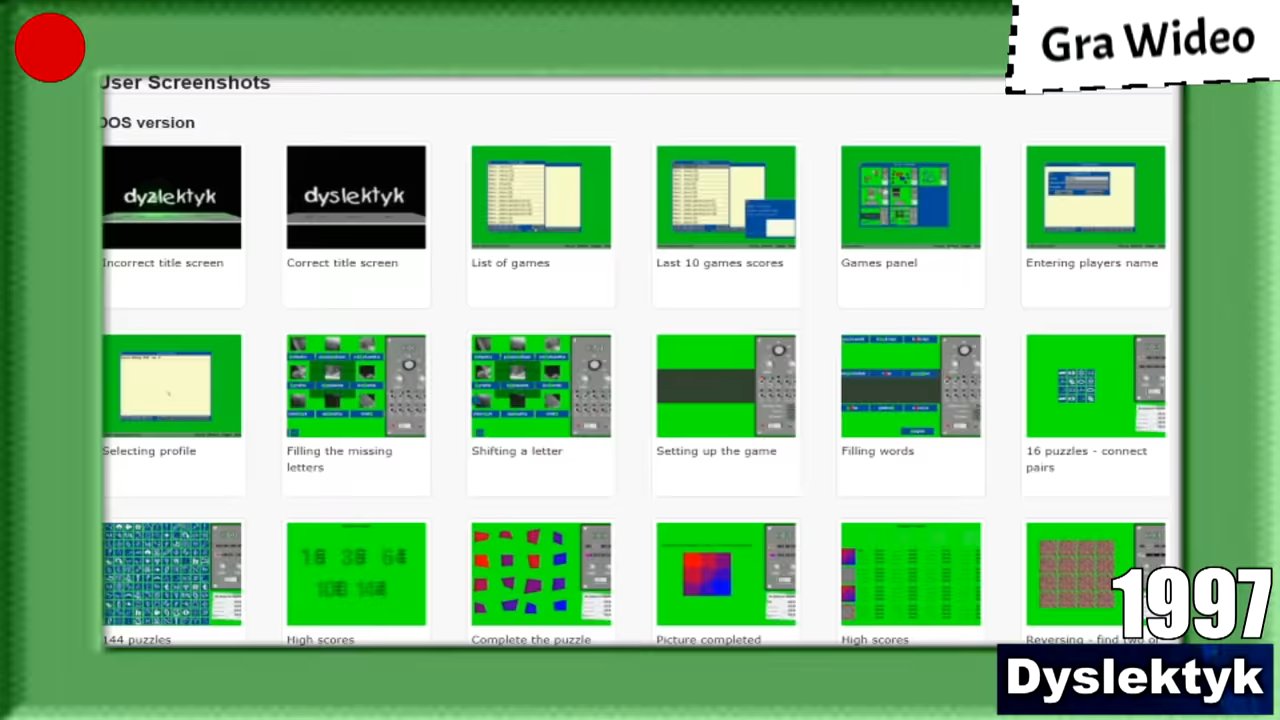 Gra Wideo
User Screenshots
DOS version
dyzlektyk
dyslektyk
Incorrect title screen
Correct title screen
List of games
Last 10 games scores
Games panel
Entering players name
Selecting profile
Filling the missing
letters
Shifting a letter
Setting up the game
Filling words
16 puzzles - connect
pairs
144 puzzles
High scores
Complete the puzzle
Picture completed
High scores
Reversing - find two or
1997
Dyslektyk